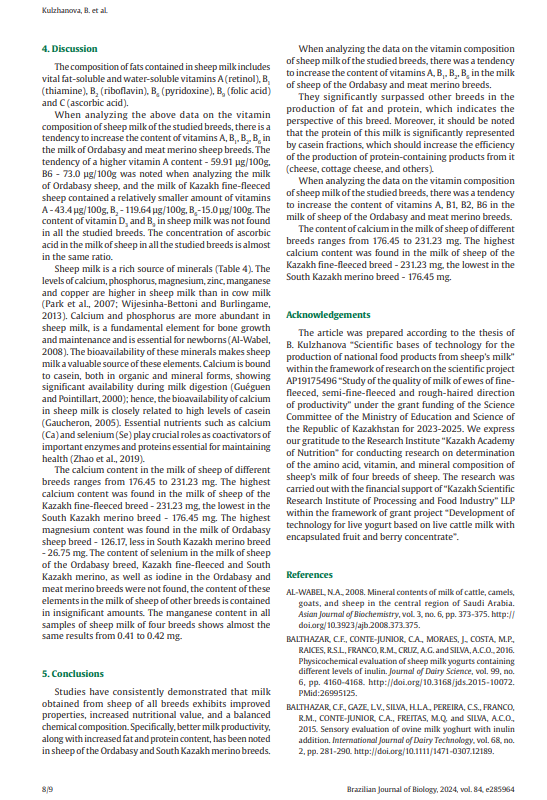 Kulzhanova, B. et al.
4. Discussion
The composition of fats contained in sheep milk includes
vital fat-soluble and water-soluble vitamins A (retinol), B1
(thiamine), B2 (riboflavin), B6 (pyridoxine), B9 (folic acid)
and C (ascorbic acid).
When analyzing the above data on the vitamin
composition of sheep milk of the studied breeds, there is a
tendency to increase the content of vitamins A, B1, B2, B6 in
the milk of Ordabasy and meat merino sheep breeds. The
tendency of a higher vitamin A content - 59.91 μg/100g,
B6 - 73.0 μg/100g was noted when analyzing the milk
of Ordabasy sheep, and the milk of Kazakh fine-fleeced
sheep contained a relatively smaller amount of vitamins
A - 43.4 μg/100g, B2 - 119.64 μg/100g, B6 -15.0 μg/100g. The
content of vitamin D3 and B9 in sheep milk was not found
in all the studied breeds. The concentration of ascorbic
acid in the milk of sheep in all the studied breeds is almost
in the same ratio.
Sheep milk is a rich source of minerals (Table 4). The
levels of calcium, phosphorus, magnesium, zinc, manganese
and copper are higher in sheep milk than in cow milk
(Park et al., 2007; Wijesinha-Bettoni and Burlingame,
2013). Calcium and phosphorus are more abundant in
sheep milk, is a fundamental element for bone growth
and maintenance and is essential for newborns (Al-Wabel,
2008). The bioavailability of these minerals makes sheep
milk a valuable source of these elements. Calcium is bound
to casein, both in organic and mineral forms, showing
significant availability during milk digestion (Guéguen
and Pointillart, 2000); hence, the bioavailability of calcium
in sheep milk is closely related to high levels of casein
(Gaucheron, 2005). Essential nutrients such as calcium
(Ca) and selenium (Se) play crucial roles as coactivators of
important enzymes and proteins essential for maintaining
health (Zhao et al., 2019).
The calcium content in the milk of sheep of different
breeds ranges from 176.45 to 231.23 mg. The highest
calcium content was found in the milk of sheep of the
Kazakh fine-fleeced breed - 231.23 mg, the lowest in the
South Kazakh merino breed - 176.45 mg. The highest
magnesium content was found in the milk of Ordabasy
sheep breed - 126.17, less in South Kazakh merino breed
- 26.75 mg. The content of selenium in the milk of sheep
of the Ordabasy breed, Kazakh fine-fleeced and South
Kazakh merino, as well as iodine in the Ordabasy and
meat merino breeds were not found, the content of these
elements in the milk of sheep of other breeds is contained
in insignificant amounts. The manganese content in all
samples of sheep milk of four breeds shows almost the
same results from 0.41 to 0.42 mg.
5. Conclusions
Studies have consistently demonstrated that milk
obtained from sheep of all breeds exhibits improved
properties, increased nutritional value, and a balanced
chemical composition. Specifically, better milk productivity,
along with increased fat and protein content, has been noted
in sheep of the Ordabasy and South Kazakh merino breeds.
When analyzing the data on the vitamin composition
of sheep milk of the studied breeds, there was a tendency
to increase the content of vitamins A, B1, B2, B6 in the milk
of sheep of the Ordabasy and meat merino breeds.
They significantly surpassed other breeds in the
production of fat and protein, which indicates the
perspective of this breed. Moreover, it should be noted
that the protein of this milk is significantly represented
by casein fractions, which should increase the efficiency
of the production of protein-containing products from it
(cheese, cottage cheese, and others).
When analyzing the data on the vitamin composition
of sheep milk of the studied breeds, there was a tendency
to increase the content of vitamins A, B1, B2, B6 in the
milk of sheep of the Ordabasy and meat merino breeds.
The content of calcium in the milk of sheep of different
breeds ranges from 176.45 to 231.23 mg. The highest
calcium content was found in the milk of sheep of the
Kazakh fine-fleeced breed - 231.23 mg, the lowest in the
South Kazakh merino breed - 176.45 mg.
Acknowledgements
The article was prepared according to the thesis of
B. Kulzhanova "Scientific bases of technology for the
production of national food products from sheep's milk"
within the framework of research on the scientific project
AP19175496 "Study of the quality of milk of ewes of fine-
fleeced, semi-fine-fleeced and rough-haired direction
of productivity" under the grant funding of the Science
Committee of the Ministry of Education and Science of
the Republic of Kazakhstan for 2023-2025. We express
our gratitude to the Research Institute "Kazakh Academy
of Nutrition" for conducting research on determination
of the amino acid, vitamin, and mineral composition of
sheep's milk of four breeds of sheep. The research was
carried out with the financial support of "Kazakh Scientific
Research Institute of Processing and Food Industry" LLP
within the framework of grant project "Development of
technology for live yogurt based on live cattle milk with
encapsulated fruit and berry concentrate".
References
AL-WABEL, N.A., 2008. Mineral contents of milk of cattle, camels,
goats, and sheep in the central region of Saudi Arabia.
Asian Journal of Biochemistry, vol. 3, no. 6, pp. 373-375. http://
doi.org/10.3923/ajb.2008.373.375.
BALTHAZAR, C.F., CONTE-JUNIOR, C.A., MORAES, J., COSTA, M.P.,
RAICES, R.S.L., FRANCO, R.M., CRUZ, A.G. and SILVA, A.C.O., 2016.
Physicochemical evaluation of sheep milk yogurts containing
different levels of inulin. Journal of Dairy Science, vol. 99, no.
6, pp. 4160-4168. http://doi.org/10.3168/jds.2015-10072.
PMid:26995125.
BALTHAZAR, C.F., GAZE, L.V., SILVA, H.L.A., PEREIRA, C.S., FRANCO,
R.M., CONTE-JUNIOR, C.A., FREITAS, M.Q. and SILVA, A.C.O.,
2015. Sensory evaluation of ovine milk yoghurt with inulin
addition. International Journal of Dairy Technology, vol. 68, no.
2, pp. 281-290. http://doi.org/10.1111/1471-0307.12189.
8/9
Brazilian Journal of Biology, 2024, vol. 84, e285964